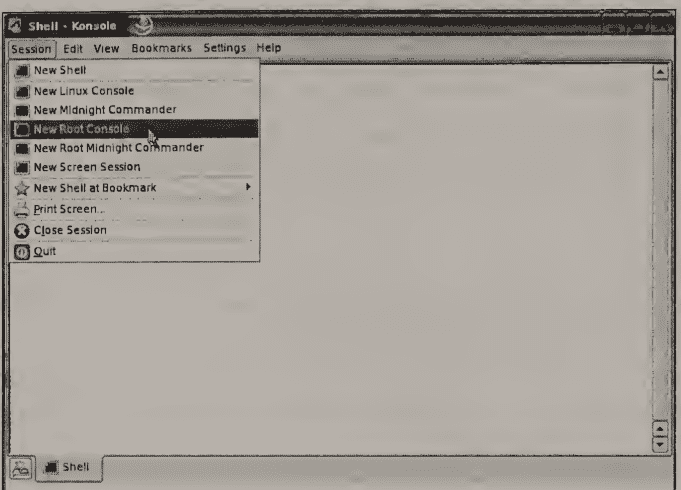 Shell - Konsole
Session Edit View Bookmarks Settings Help
New Shell
New Linux Console
New Midnight Commander
New Root Console
New Root Midnight Commander
New Screen Session
New Shell at Bookmark
Print Screen...
Close Session
Quit
Shell